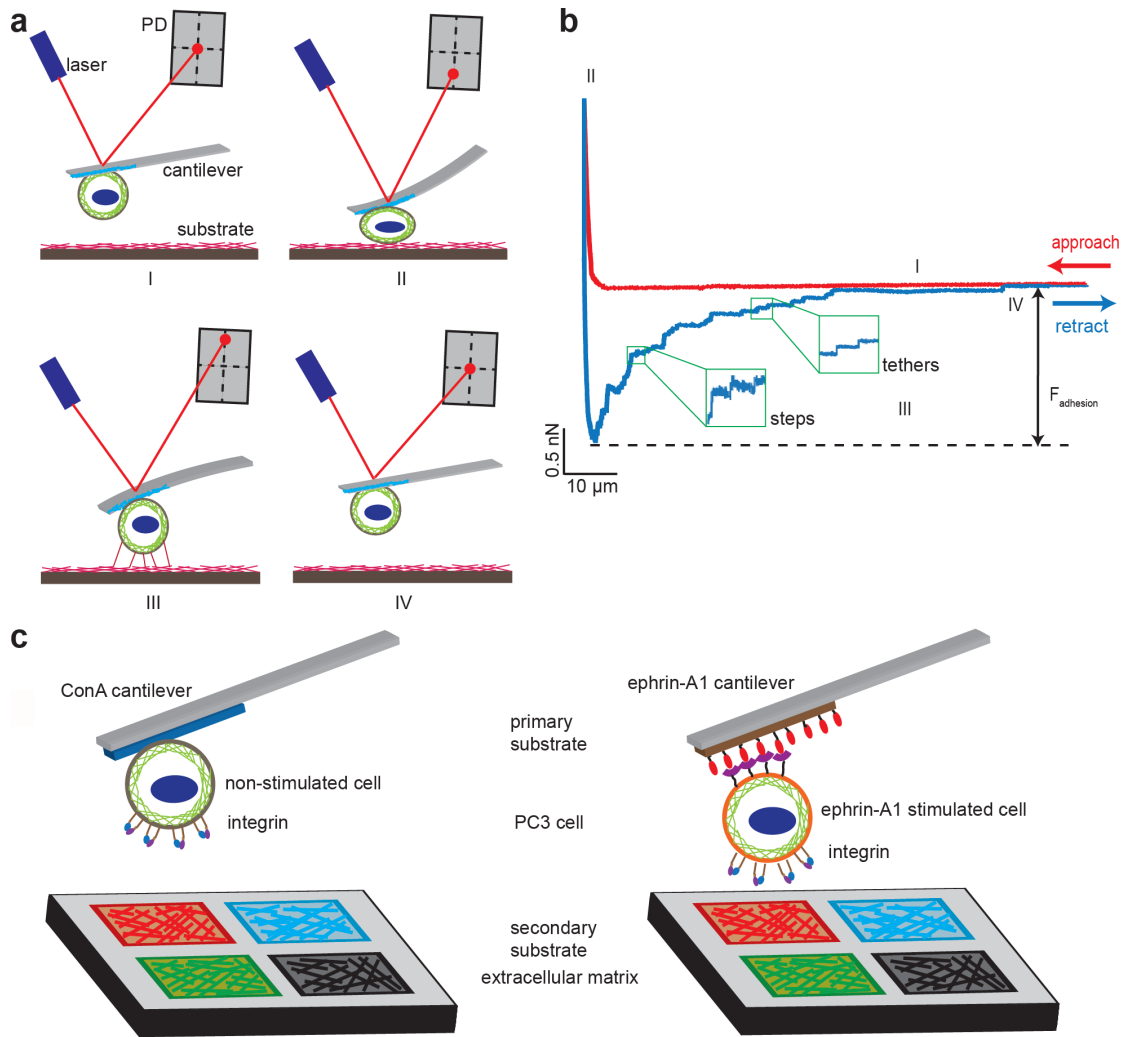 a
PD
laser
cantilever
substrate
I
II
III
IV
b
II
I
approach
IV
retract
tethers
steps
III
Fadhesion
0.5 nN
10 µm
c
ConA cantilever
non-stimulated cell
integrin
primary
substrate
PC3 cell
secondary
substrate
extracellular matrix
ephrin-A1 cantilever
ephrin-A1 stimulated cell
integrin